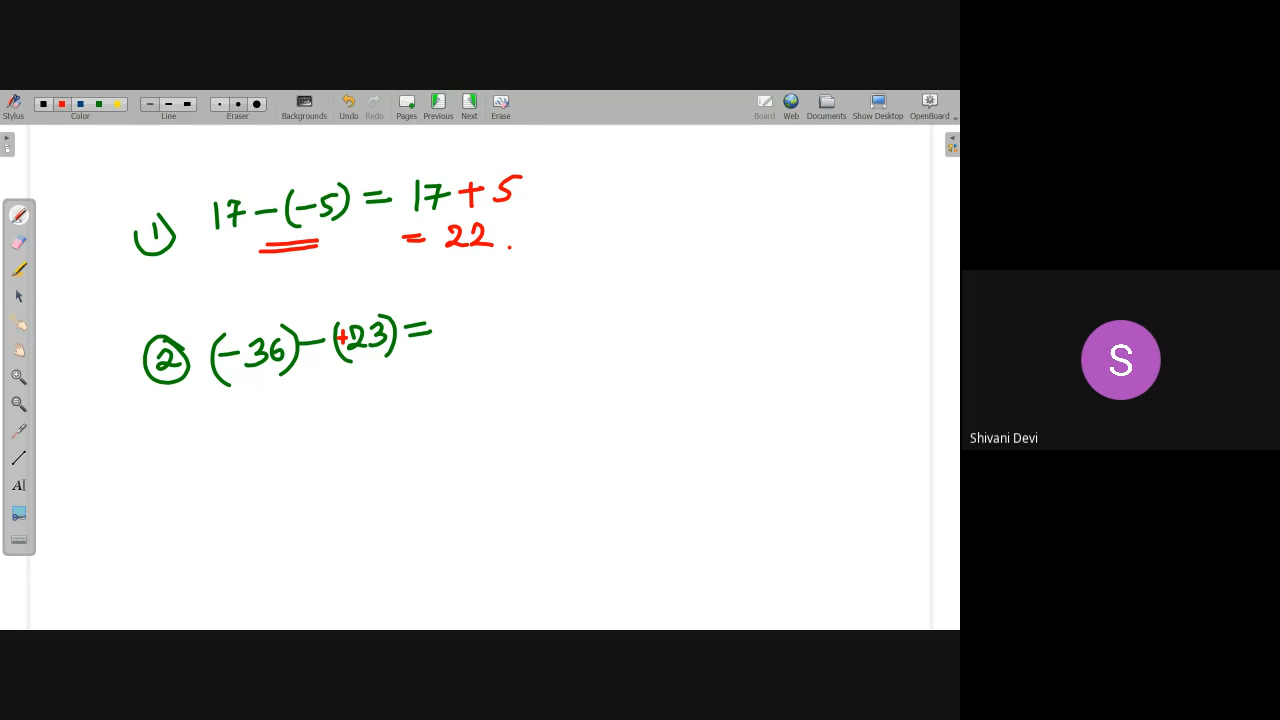 Stylus Color Line Eraser Backgrounds Undo Redo Pages Previous Next Erase Board Web Documents Show Desktop OpenBoard
17 - (-5) = 17 + 5
= 22.
① 
② (-36) - (+23) =
S
Shivani Devi